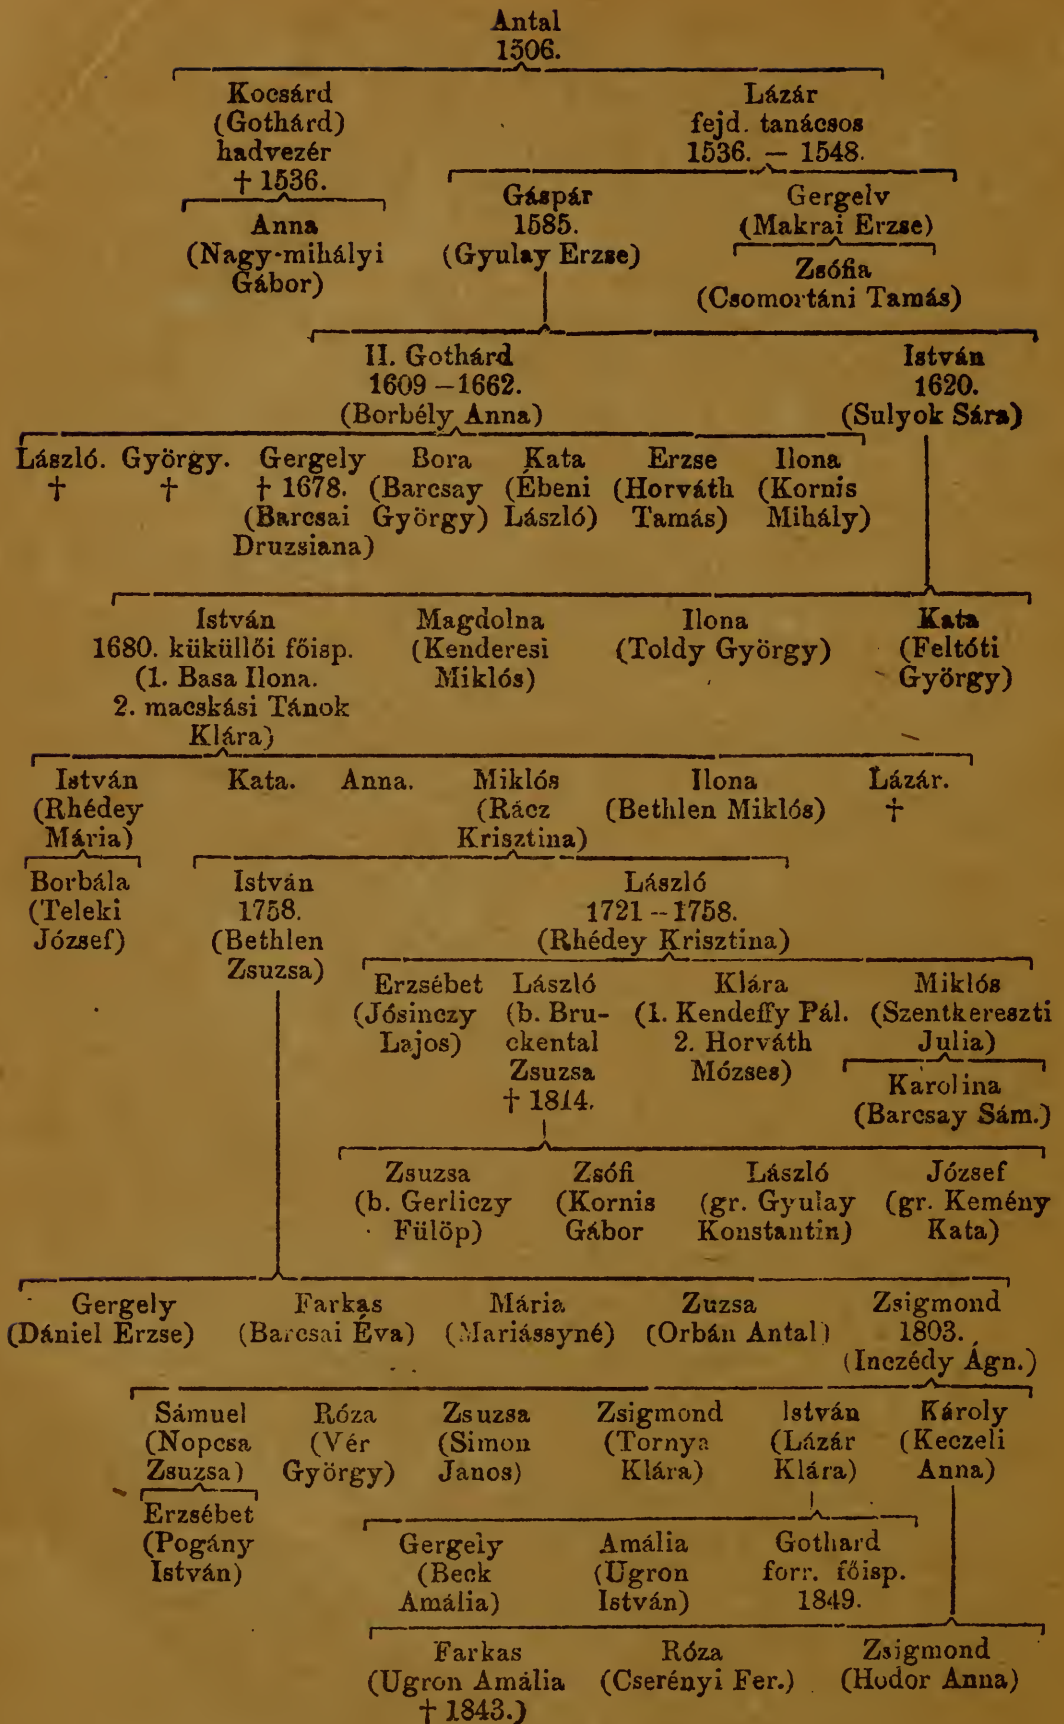 Antal
1506.
Kocsárd
(Gothárd)
hadvezér
† 1536.
Lázár
fejd. tanácsos
1536. — 1548.
Anna
(Nagy-mihályi
Gábor)
Gáspár
1585.
(Gyulay Erzse)
Gergelv
(Makrai Erzse)
Zsófia
(Csomortáni Tamás)
II. Gothárd
1609 – 1662.
(Borbély Anna)
István
1620.
(Sulyok Sára)
László.
†
György.
†
Gergely
† 1678.
(Barcsai
Druzsiana)
Bora
(Barcsay
György)
Kata
(Ébeni
László)
Erzse
(Horváth
Tamás)
Ilona
(Kornis
Mihály)
István
1680. küküllői főisp.
(1. Basa Ilona.
2. macskási Tánok
Klára)
Magdolna
(Kenderesi
Miklós)
Ilona
(Toldy György)
Kata
(Feltóti
György)
István
(Rhédey
Mária)
Kata.
Anna.
Miklós
(Rácz
Krisztina)
Ilona
(Bethlen Miklós)
Lázár.
†
Borbála
(Teleki
József)
István
1758.
(Bethlen
Zsuzsa)
László
1721 – 1758.
(Rhédey Krisztina)
Erzsébet
(Jósinczy
Lajos)
László
(b. Bru-
ckental
Zsuzsa
† 1814.
Klára
(1. Kendeffy Pál.
2. Horváth
Mózses)
Miklós
(Szentkereszti
Julia)
Karolina
(Barcsay Sám.)
Zsuzsa
(b. Gerliczy
Fülöp)
Zsófi
(Kornis
Gábor
László
(gr. Gyulay
Konstantin)
József
(gr. Kemény
Kata)
Gergely
(Dániel Erzse)
Farkas
(Barcsai Éva)
Mária
(Mariássyné)
Zuzsa
(Orbán Antal)
Zsigmond
1803.
(Inczédy Ágn.)
Sámuel
(Nopcsa
Zsuzsa)
Róza
(Vér
György)
Zsuzsa
(Simon
Janos)
Zsigmond
(Tornya
Klára)
István
(Lázár
Klára)
Károly
(Keczeli
Anna)
Erzsébet
(Pogány
István)
Gergely
(Beck
Amália)
Amália
(Ugron
István)
Gothard
forr. főisp.
1849.
Farkas
(Ugron Amália
† 1843.)
Róza
(Cserényi Fer.)
Zsigmond
(Hodor Anna)